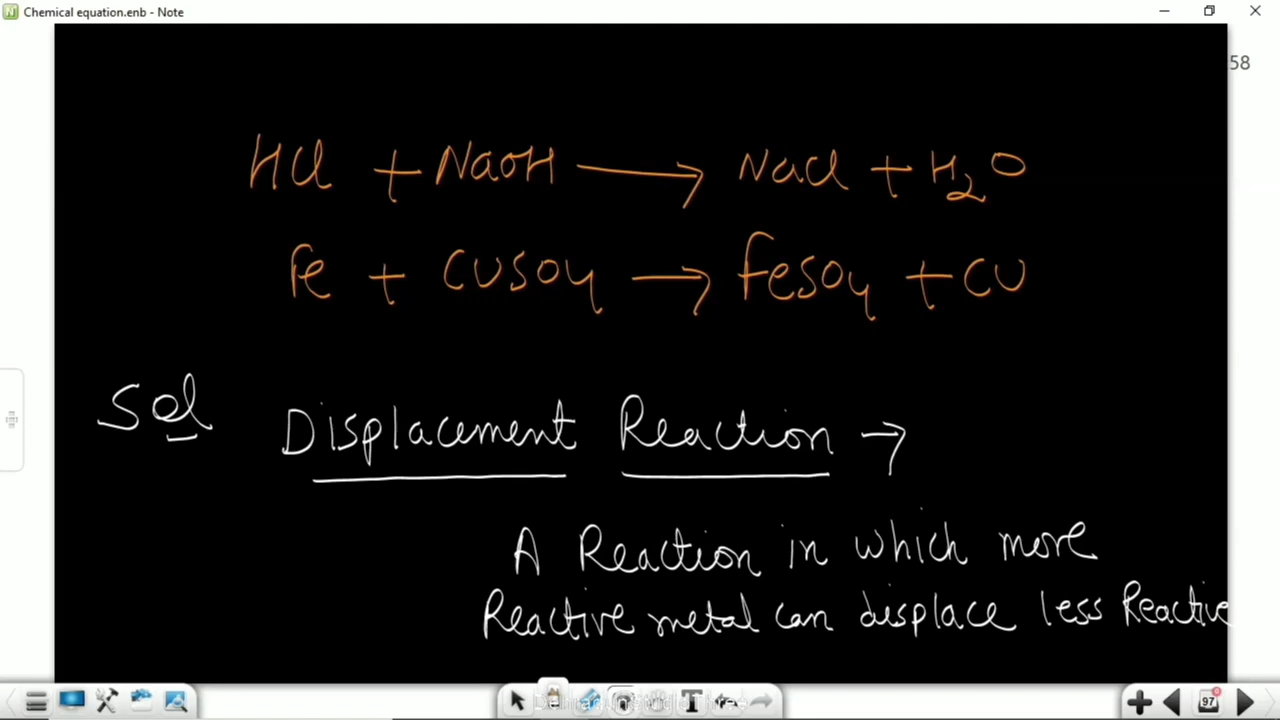 Chemical equation.enb - Note
58
HCl + NaOH → NaCl + H2O
Fe + CuSO4 → FeSO4 + Cu
Sol Displacement Reaction →
A Reaction in which more
Reactive metal can displace less Reactive
T
97